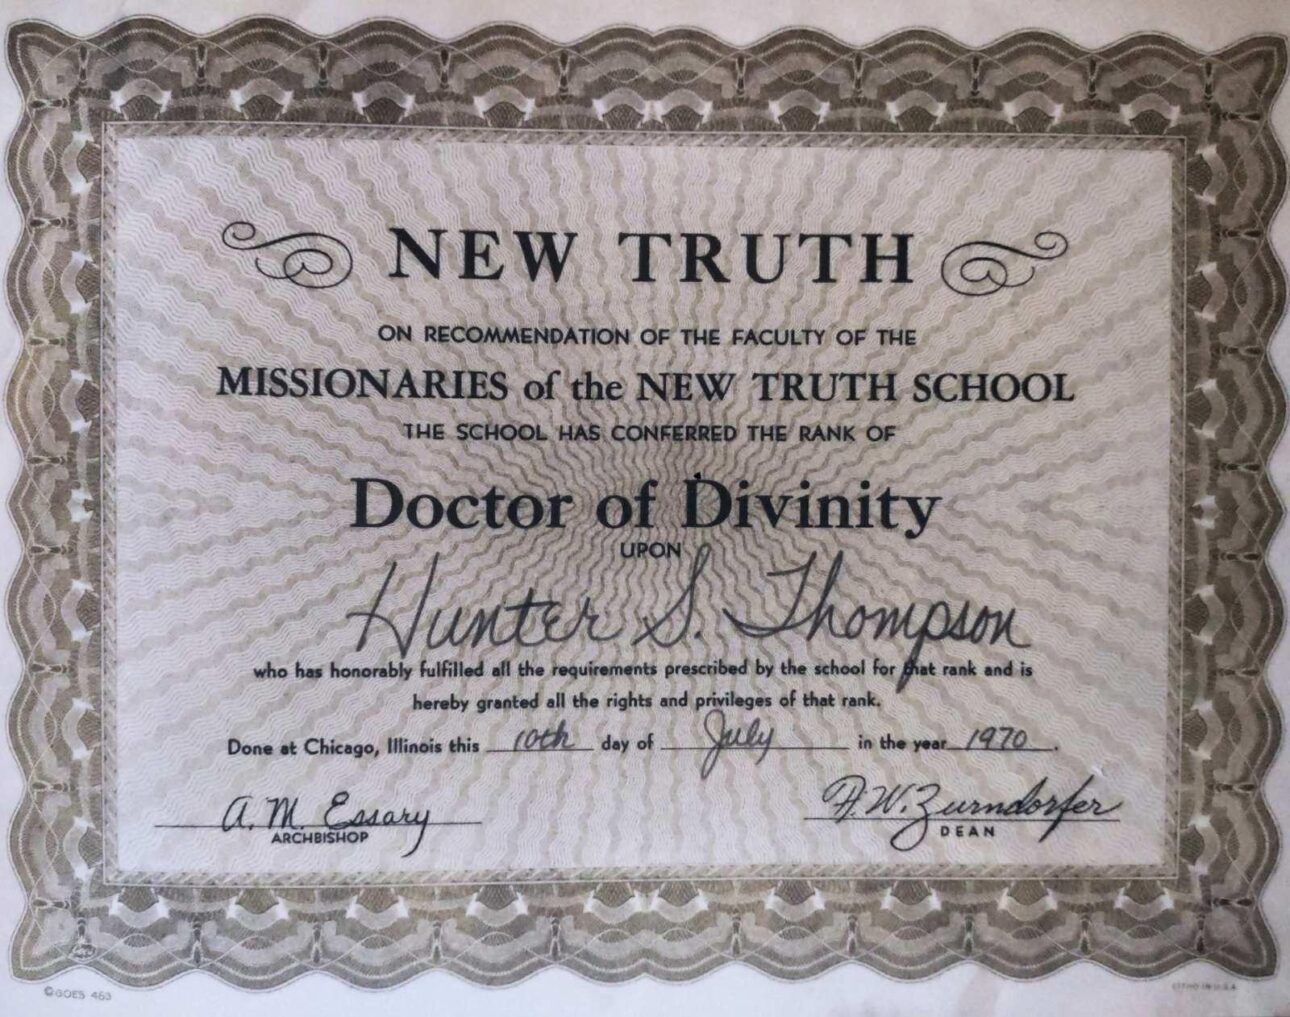 NEW TRUTH
ON RECOMMENDATION OF THE FACULTY OF THE
MISSIONARIES of the NEW TRUTH SCHOOL
THE SCHOOL HAS CONFERRED THE RANK OF
Doctor of Divinity
UPON
Hunter S. Thompson
who has honorably fulfilled all the requirements prescribed by the school for that rank and is
hereby granted all the rights and privileges of that rank.
Done at Chicago, Illinois this 10th day of July in the year 1970.
A. M. Essary
ARCHBISHOP
W. Zurndorfer
DEAN
©GOES 463
LITHO IN U.S.A.